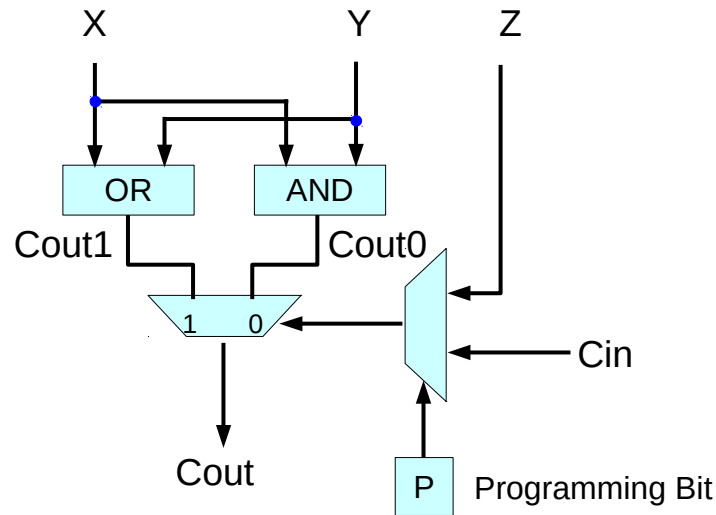 X
Y
Z
OR
AND
Cout1
Cout0
1
0
Cin
Cout
P
Programming Bit